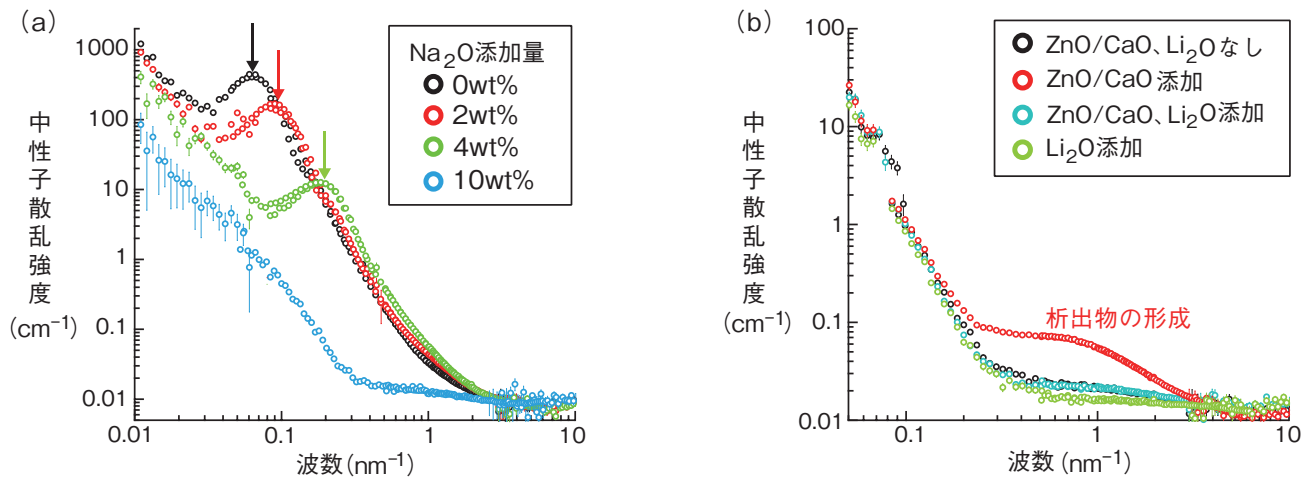 (a)
中性子散乱強度
(cm⁻¹)
1000
100
10
1
0.1
0.01
0.01
0.1
1
10
波数(nm⁻¹)
Na₂O添加量
0wt%
2wt%
4wt%
10wt%
(b)
中性子散乱強度
(cm⁻¹)
100
10
1
0.1
0.01
0.1
1
10
波数(nm⁻¹)
ZnO/CaO、Li₂Oなし
ZnO/CaO 添加
ZnO/CaO、Li₂O添加
Li₂O添加
析出物の形成